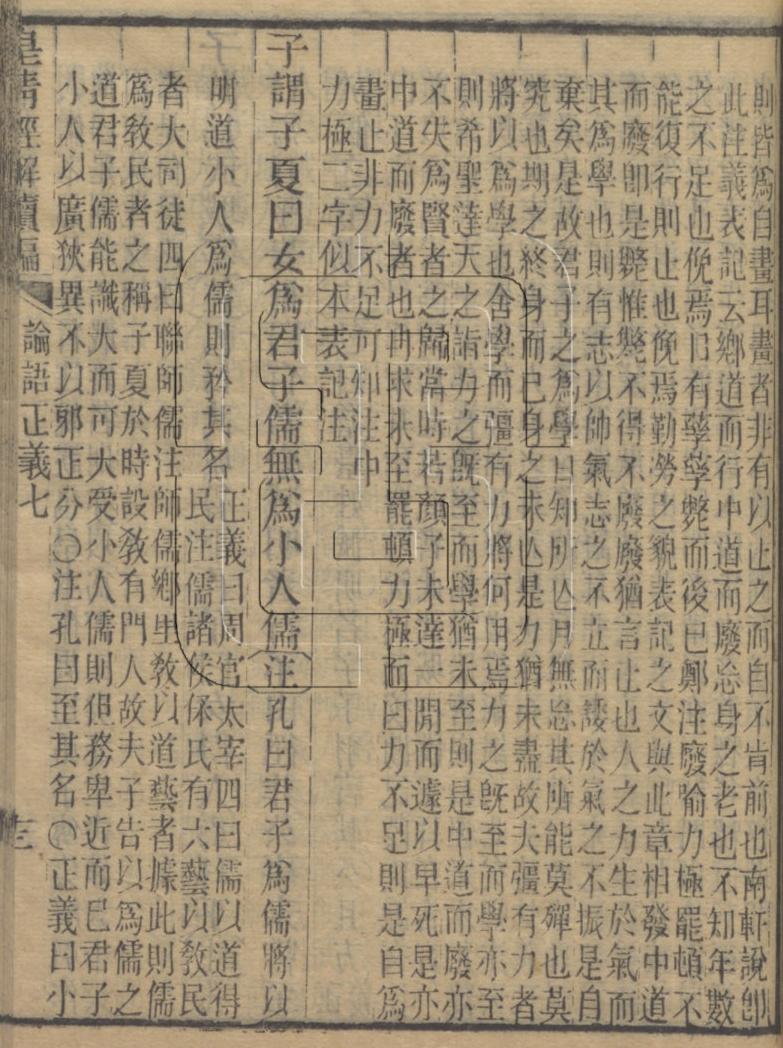 則皆爲自畫耳畫者非有以止之而自不肯前也南軒說卽
此注義表記云鄉道而行中道而廢忘身之老也不知年數
之不足也俛焉日有孳孳斃而後已鄭注廢喻力極罷頓不
能復行則止也俛焉勤勞之貌表記之文與此章相發中道
而廢卽是斃惟斃不得不廢廢猶言止也人之力生於氣而
其爲學也則有志以帥氣志之不立而諉於氣之不振是自
棄矣是故君子之爲學日知所亾月無忘其所能莫殫也莫
究也期之終身而已身之未亾是力猶未盡故夫彊有力者
將以爲學也舍學而彊有力將何用焉力之旣至而學亦至
則希聖達天之詣力之旣至而學猶未至則是中道而廢亦
不失爲賢者之歸當時若顏子未達一閒而遽以早死是亦
中道而廢者也冉求未至罷頓力極而曰力不足則是自爲
畫止非力不足可知注中
力極二字似本表記注
子謂子夏曰女爲君子儒無爲小人儒注孔曰君子爲儒將以
明道小人爲儒則矜其名正義曰周官太宰四曰儒以道得
民注儒諸侯保氏有六藝以敎民
者大司徒四曰聯師儒注師儒鄉里敎以道藝者據此則儒
爲敎民者之稱子夏於時設敎有門人故夫子告以爲儒之
道君子儒能識大而可大受小人儒則但務卑近而已君子
小人以廣狹異不以邪正分○注孔曰至其名○正義曰小
皇淸經解續編
論語正義七